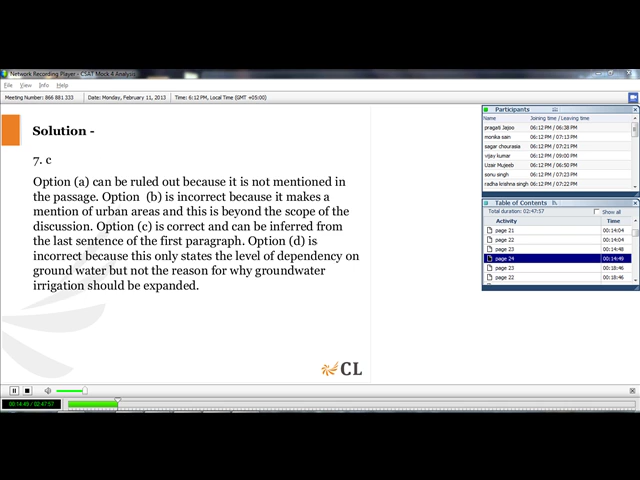 Network Recording Player - CSAT Mock 4 Analysis
File View Info Help
Meeting Number: 866 881 333 Date: Monday, February 11, 2013 Time: 6:12 PM, Local Time (GMT +05:00)
Solution -
7. c
Option (a) can be ruled out because it is not mentioned in
the passage. Option (b) is incorrect because it makes a
mention of urban areas and this is beyond the scope of the
discussion. Option (c) is correct and can be inferred from
the last sentence of the first paragraph. Option (d) is
incorrect because this only states the level of dependency on
ground water but not the reason for why groundwater
irrigation should be expanded.
CL
Participants
Name Joining time / Leaving time
pragati Jajoo 06:12 PM / 06:38 PM
monika sain 06:12 PM / 07:13 PM
sagar chourasia 06:12 PM / 07:21 PM
vijay kumar 06:12 PM / 09:00 PM
Uzair Mujeeb 06:12 PM / 06:50 PM
sonu singh 06:12 PM / 07:23 PM
radha krishna singh 06:12 PM / 07:22 PM
Table of Contents
Total duration: 02:47:57 Show all
Activity Time
page 21 00:14:04
page 22 00:14:04
page 23 00:14:48
page 24 00:14:49
page 23 00:18:46
page 22 00:18:46
00:14:49 / 02:47:57